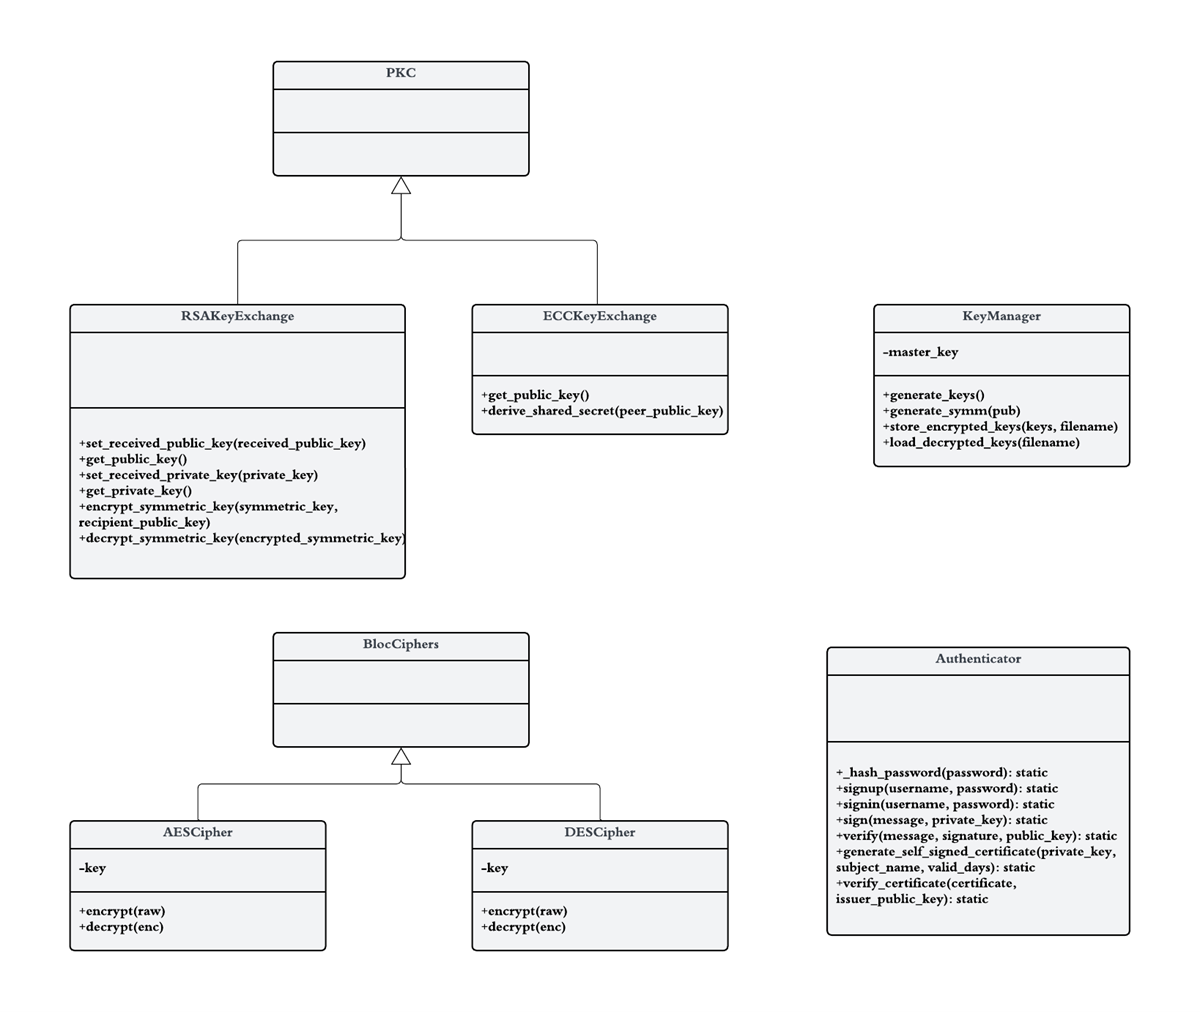 PKC
RSAKeyExchange
+set_received_public_key(received_public_key)
+get_public_key()
+set_received_private_key(private_key)
+get_private_key()
+encrypt_symmetric_key(symmetric_key,
recipient_public_key)
+decrypt_symmetric_key(encrypted_symmetric_key)
ECCKeyExchange
+get_public_key()
+derive_shared_secret(peer_public_key)
KeyManager
-master_key
+generate_keys()
+generate_symm(pub)
+store_encrypted_keys(keys, filename)
+load_decrypted_keys(filename)
BlocCiphers
AESCipher
-key
+encrypt(raw)
+decrypt(enc)
DESCipher
-key
+encrypt(raw)
+decrypt(enc)
Authenticator
+_hash_password(password): static
+signup(username, password): static
+signin(username, password): static
+sign(message, private_key): static
+verify(message, signature, public_key): static
+generate_self_signed_certificate(private_key,
subject_name, valid_days): static
+verify_certificate(certificate,
issuer_public_key): static